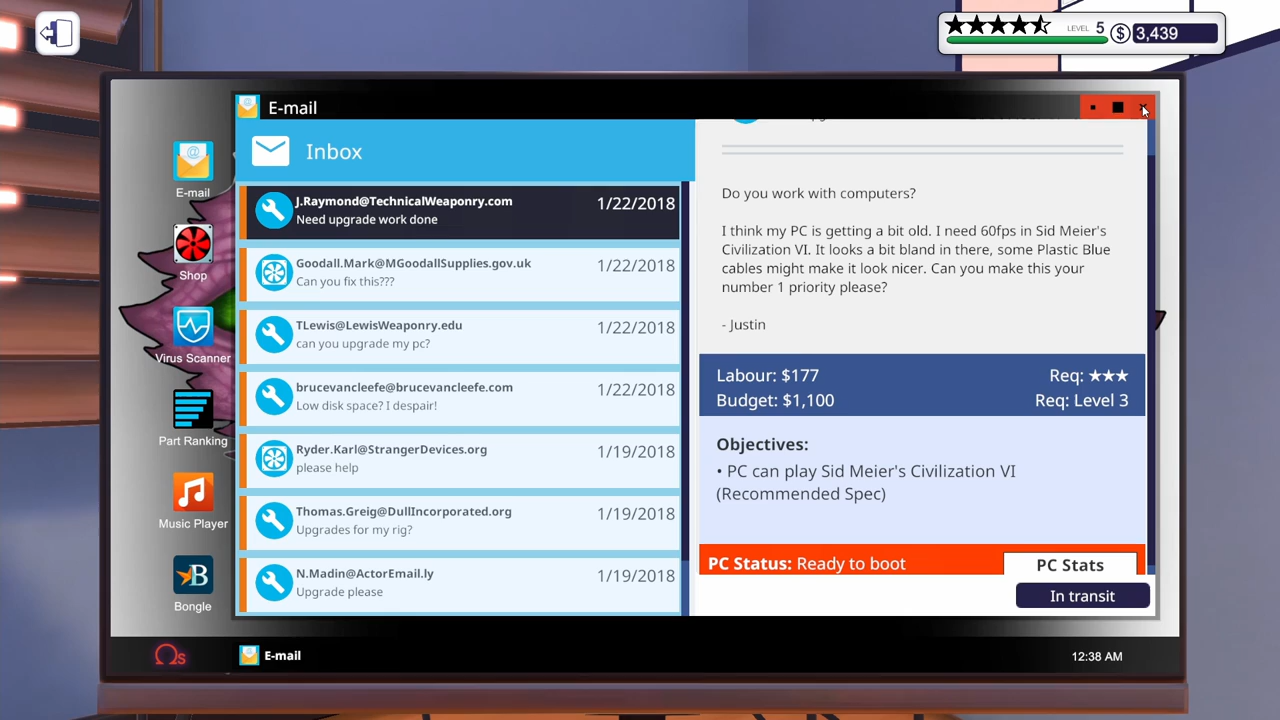 LEVEL 5 $ 3,439
E-mail
Inbox
J.Raymond@TechnicalWeaponry.com 1/22/2018
Need upgrade work done
Goodall.Mark@MGoodallSupplies.gov.uk 1/22/2018
Can you fix this???
TLewis@LewisWeaponry.edu 1/22/2018
can you upgrade my pc?
brucevancleefe@brucevancleefe.com 1/22/2018
Low disk space? I despair!
Ryder.Karl@StrangerDevices.org 1/19/2018
please help
Thomas.Greig@DullIncorporated.org 1/19/2018
Upgrades for my rig?
N.Madin@ActorEmail.ly 1/19/2018
Upgrade please
Do you work with computers?
I think my PC is getting a bit old. I need 60fps in Sid Meier's
Civilization VI. It looks a bit bland in there, some Plastic Blue
cables might make it look nicer. Can you make this your
number 1 priority please?
- Justin
Labour: $177 Req: ★★★
Budget: $1,100 Req: Level 3
Objectives:
• PC can play Sid Meier's Civilization VI
(Recommended Spec)
PC Status: Ready to boot
PC Stats
In transit
E-mail
Shop
Virus Scanner
Part Ranking
Music Player
B
Bongle
Ωs
E-mail
12:38 AM